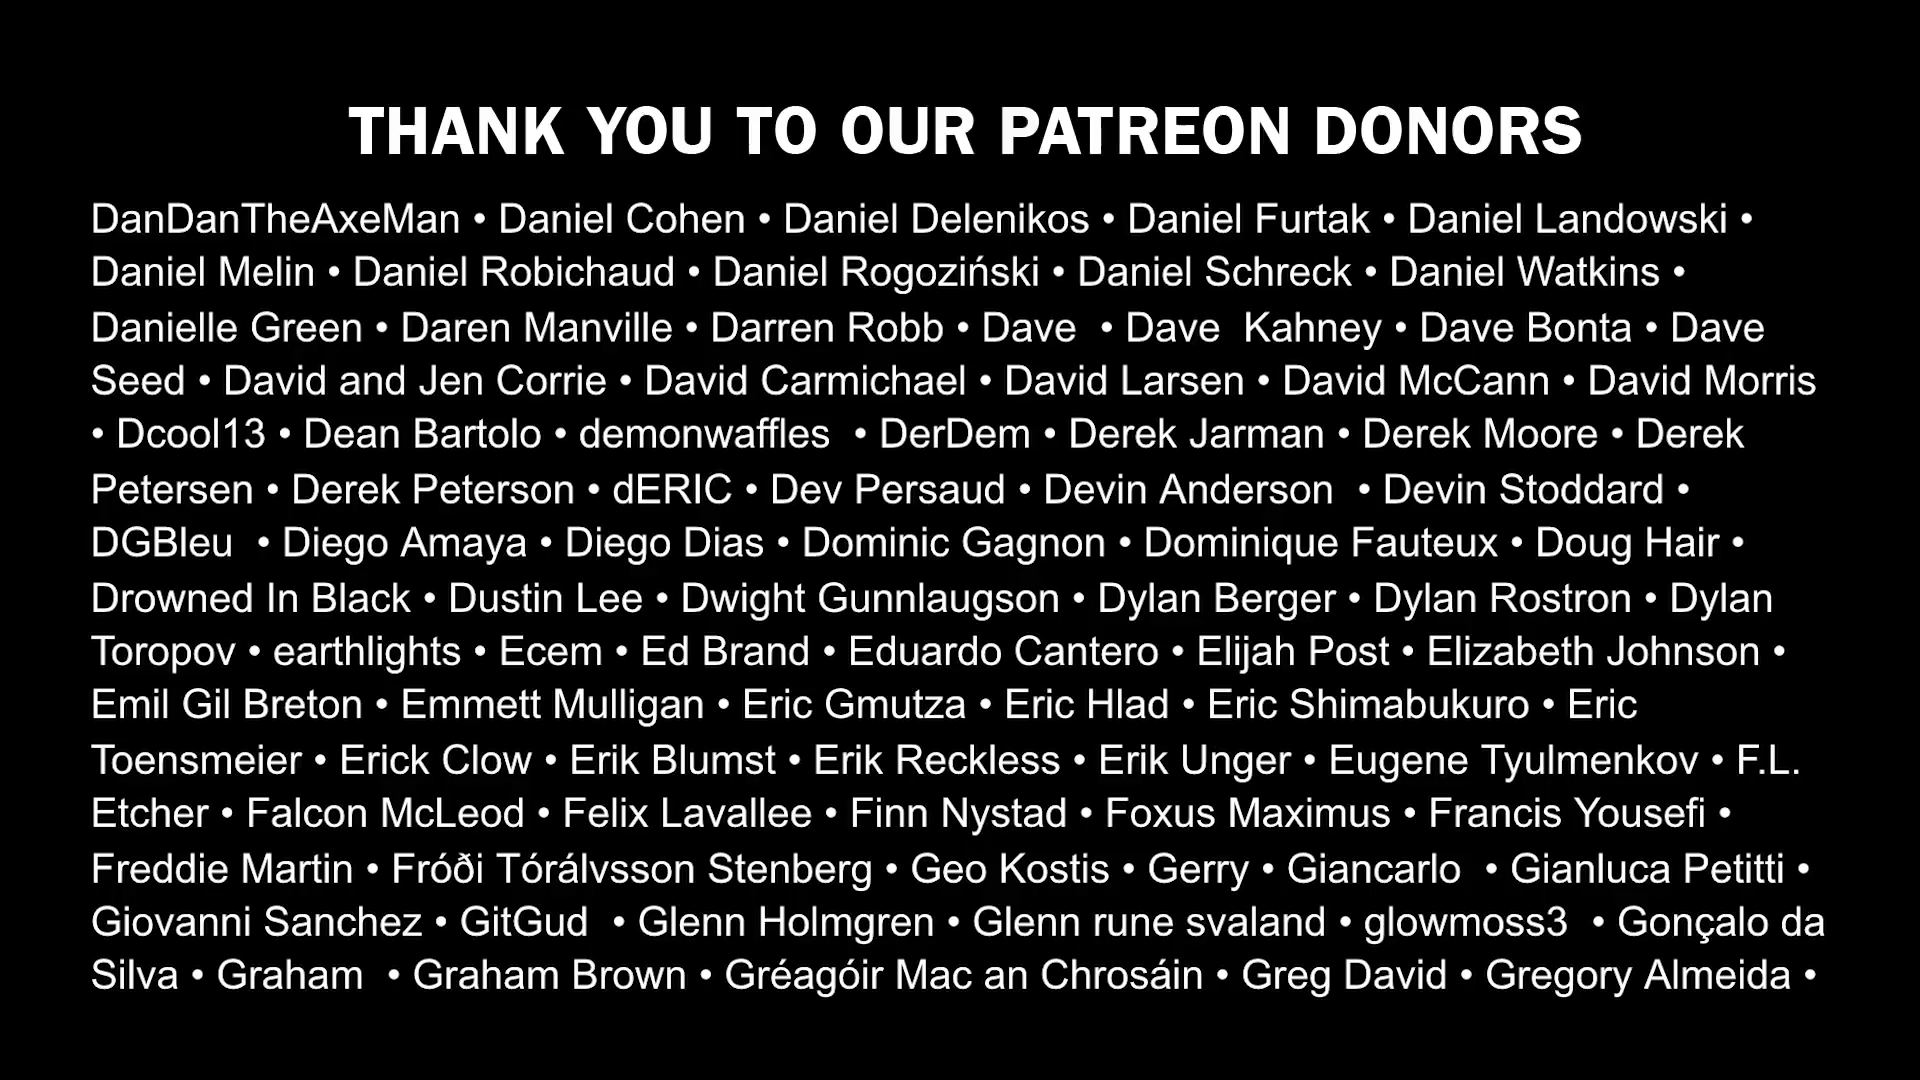 THANK YOU TO OUR PATREON DONORS
DanDanTheAxeMan • Daniel Cohen • Daniel Delenikos • Daniel Furtak • Daniel Landowski •
Daniel Melin • Daniel Robichaud • Daniel Rogoziński • Daniel Schreck • Daniel Watkins •
Danielle Green • Daren Manville • Darren Robb • Dave  • Dave  Kahney • Dave Bonta • Dave
Seed • David and Jen Corrie • David Carmichael • David Larsen • David McCann • David Morris
• Dcool13 • Dean Bartolo • demonwaffles  • DerDem • Derek Jarman • Derek Moore • Derek
Petersen • Derek Peterson • dERIC • Dev Persaud • Devin Anderson  • Devin Stoddard •
DGBleu  • Diego Amaya • Diego Dias • Dominic Gagnon • Dominique Fauteux • Doug Hair •
Drowned In Black • Dustin Lee • Dwight Gunnlaugson • Dylan Berger • Dylan Rostron • Dylan
Toropov • earthlights • Ecem • Ed Brand • Eduardo Cantero • Elijah Post • Elizabeth Johnson •
Emil Gil Breton • Emmett Mulligan • Eric Gmutza • Eric Hlad • Eric Shimabukuro • Eric
Toensmeier • Erick Clow • Erik Blumst • Erik Reckless • Erik Unger • Eugene Tyulmenkov • F.L.
Etcher • Falcon McLeod • Felix Lavallee • Finn Nystad • Foxus Maximus • Francis Yousefi •
Freddie Martin • Fróði Tórálvsson Stenberg • Geo Kostis • Gerry • Giancarlo  • Gianluca Petitti •
Giovanni Sanchez • GitGud  • Glenn Holmgren • Glenn rune svaland • glowmoss3  • Gonçalo da
Silva • Graham  • Graham Brown • Gréagóir Mac an Chrosáin • Greg David • Gregory Almeida •